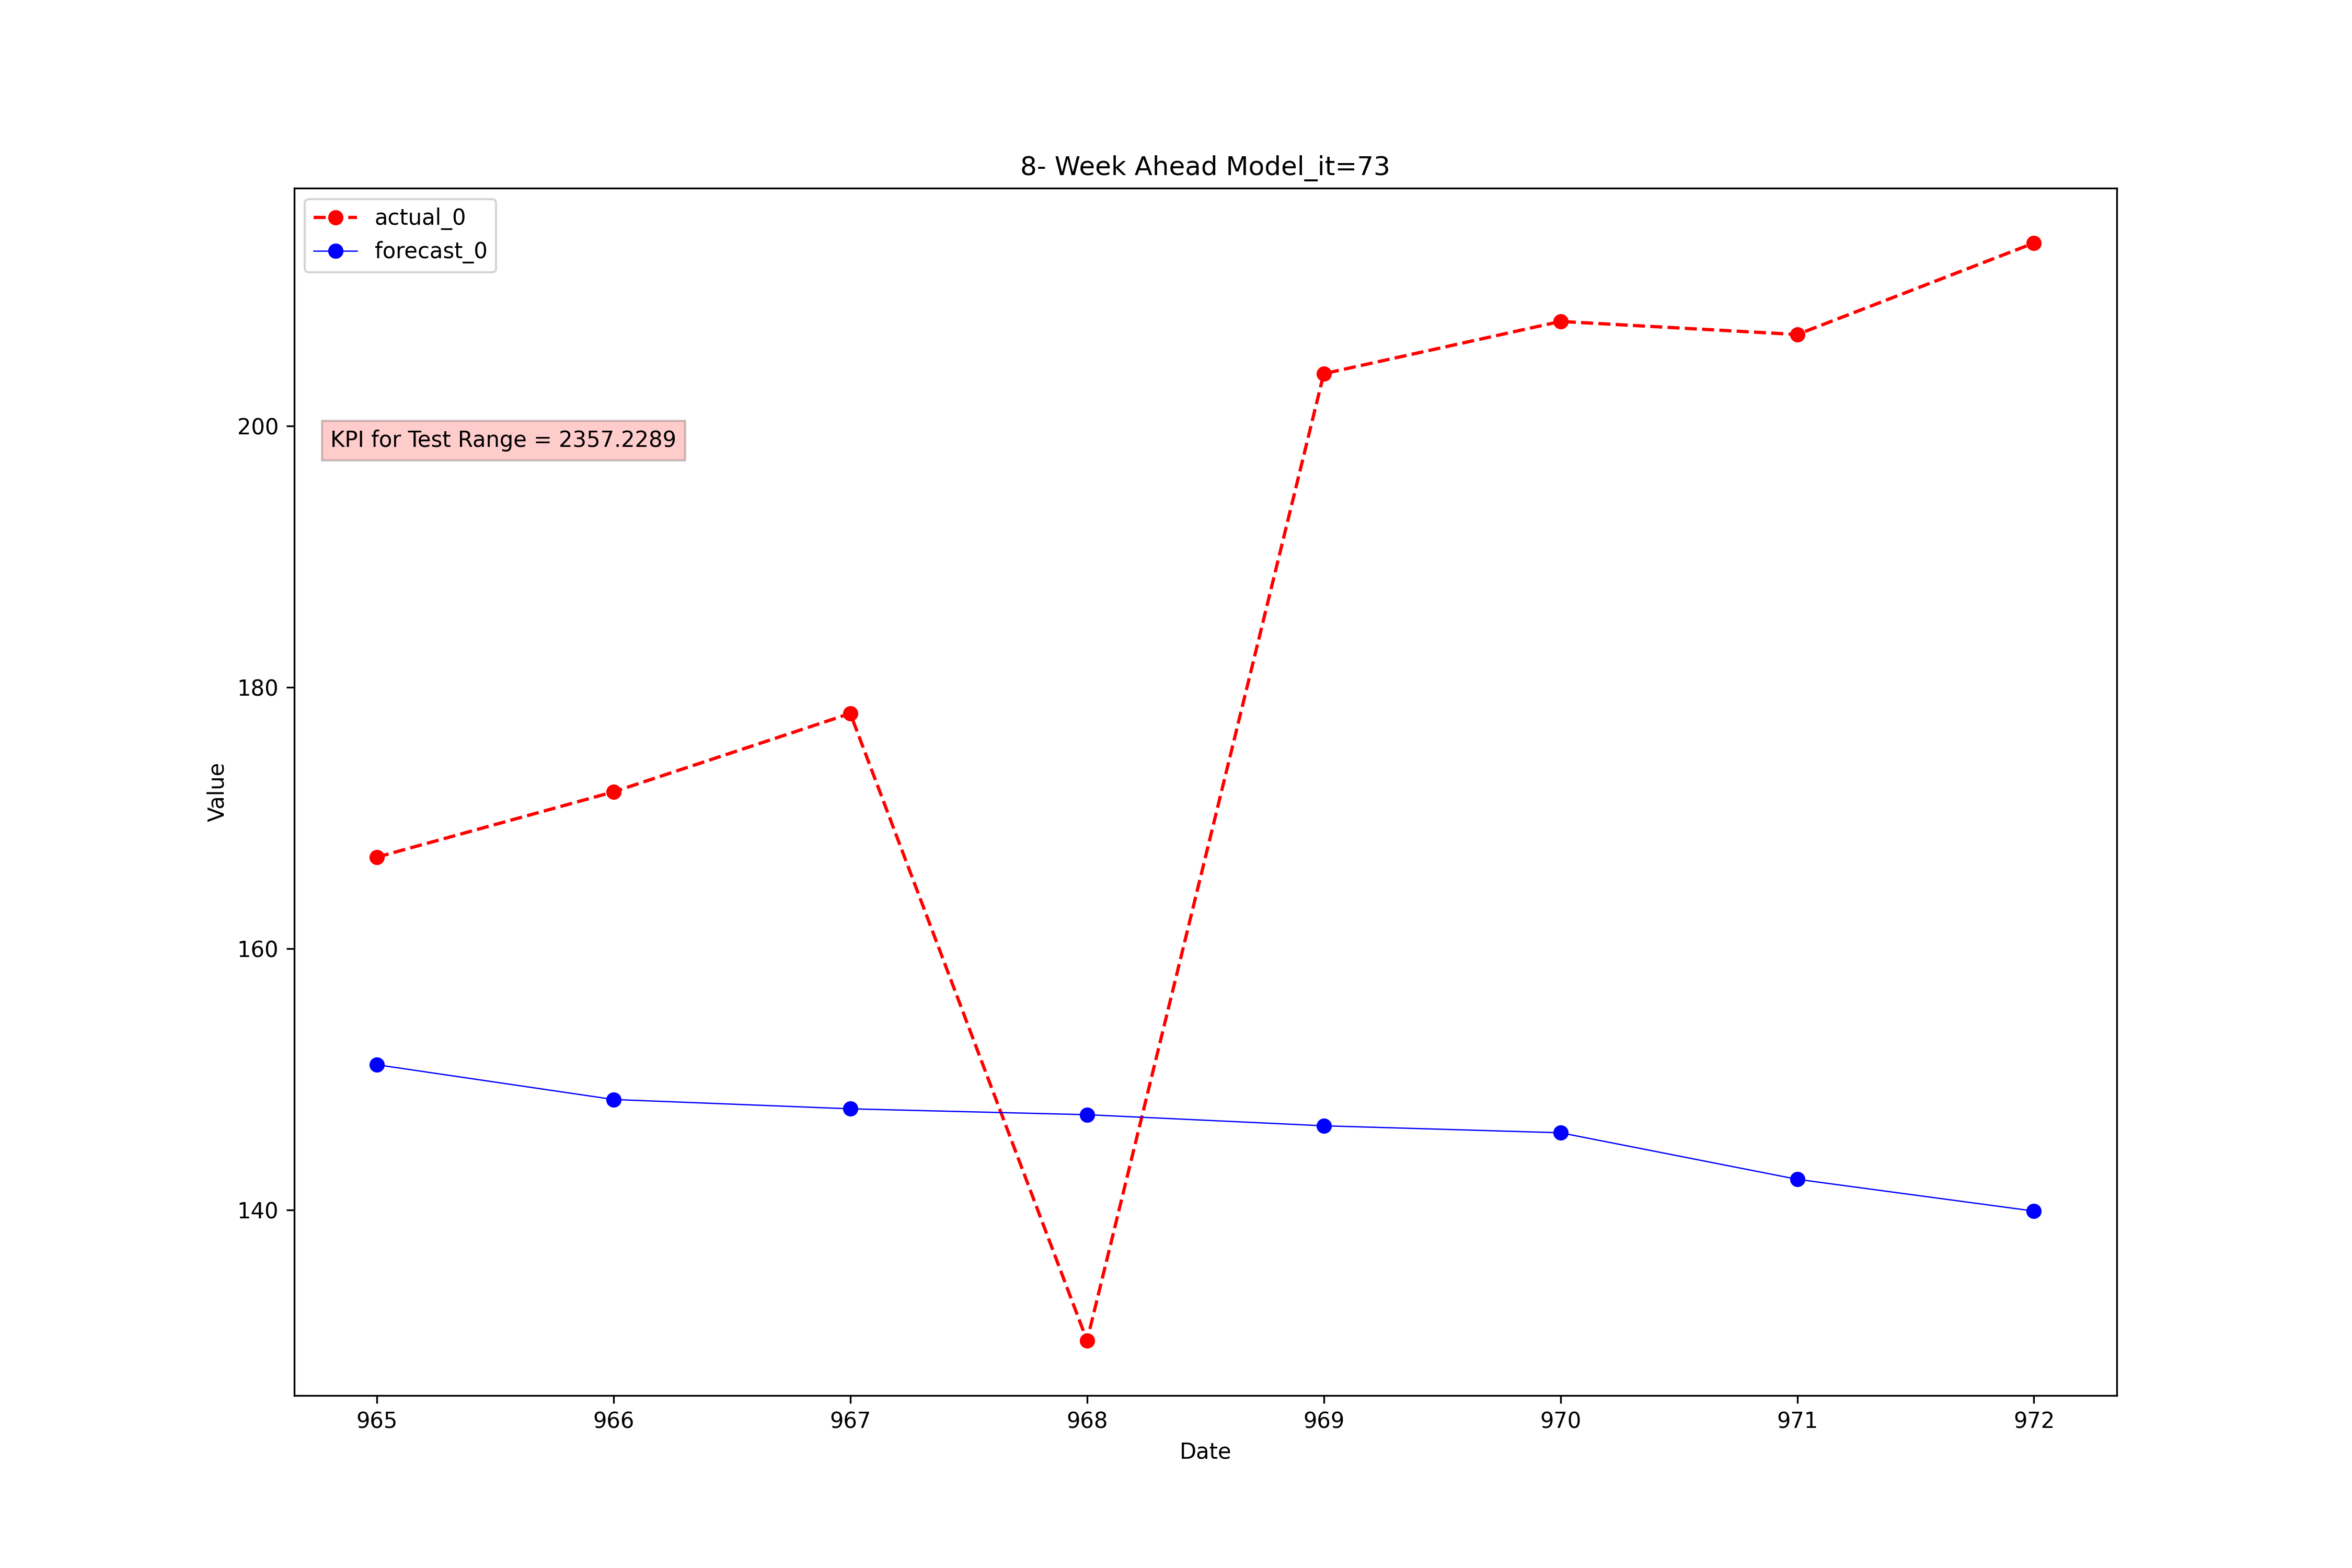 8- Week Ahead Model_it=73
actual_0
forecast_0
KPI for Test Range = 2357.2289
200
180
160
140
Value
965 966 967 968 969 970 971 972
Date